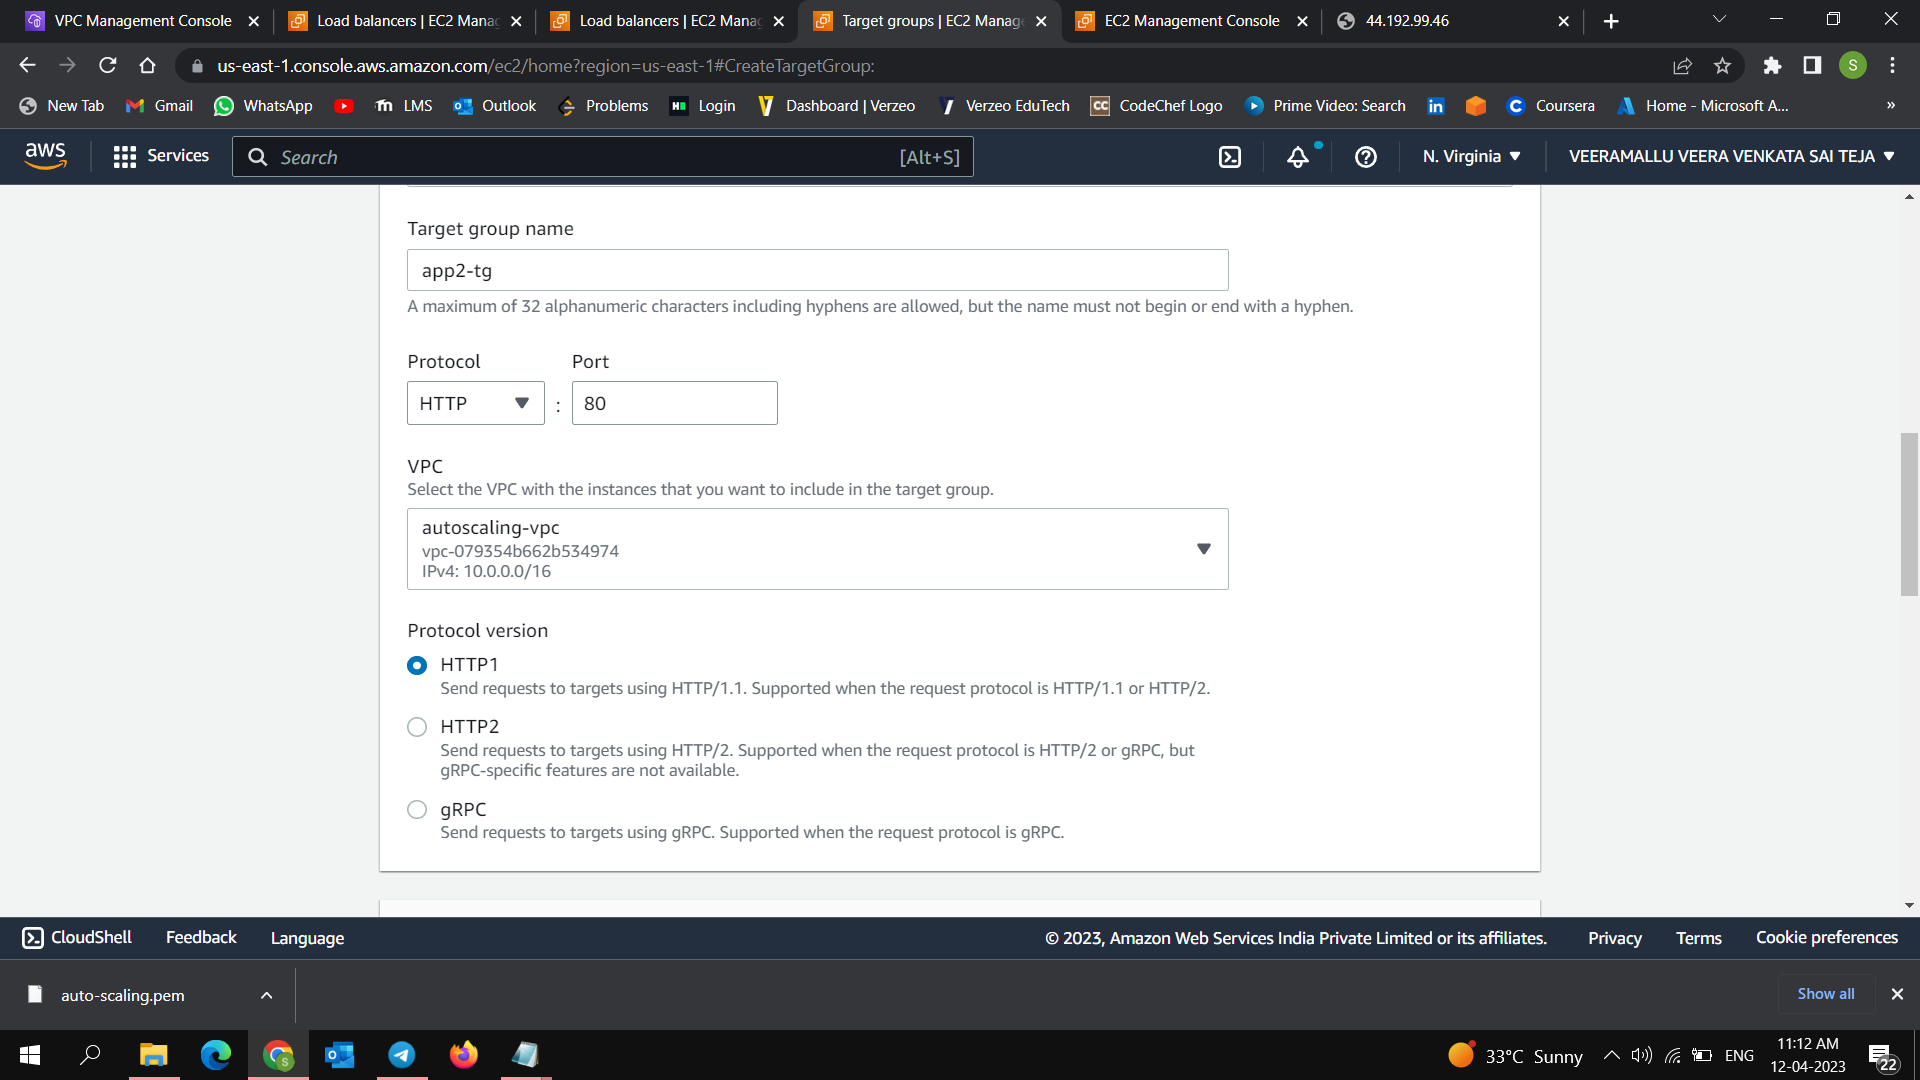 VPC Management Console
Load balancers | EC2 Manag
Load balancers | EC2 Manag
Target groups | EC2 Manage
EC2 Management Console
44.192.99.46
us-east-1.console.aws.amazon.com/ec2/home?region=us-east-1#CreateTargetGroup:
S
New Tab
Gmail
WhatsApp
LMS
Outlook
Problems
Login
Dashboard | Verzeo
Verzeo EduTech
CodeChef Logo
Prime Video: Search
Coursera
Home - Microsoft A...
»
aws
Services
Search
[Alt+S]
N. Virginia
VEERAMALLU VEERA VENKATA SAI TEJA
Target group name
app2-tg
A maximum of 32 alphanumeric characters including hyphens are allowed, but the name must not begin or end with a hyphen.
Protocol
Port
HTTP
:
80
VPC
Select the VPC with the instances that you want to include in the target group.
autoscaling-vpc
vpc-079354b662b534974
IPv4: 10.0.0.0/16
Protocol version
HTTP1
Send requests to targets using HTTP/1.1. Supported when the request protocol is HTTP/1.1 or HTTP/2.
HTTP2
Send requests to targets using HTTP/2. Supported when the request protocol is HTTP/2 or gRPC, but
gRPC-specific features are not available.
gRPC
Send requests to targets using gRPC. Supported when the request protocol is gRPC.
CloudShell
Feedback
Language
© 2023, Amazon Web Services India Private Limited or its affiliates.
Privacy
Terms
Cookie preferences
auto-scaling.pem
Show all
33°C Sunny
ENG
11:12 AM
12-04-2023
22